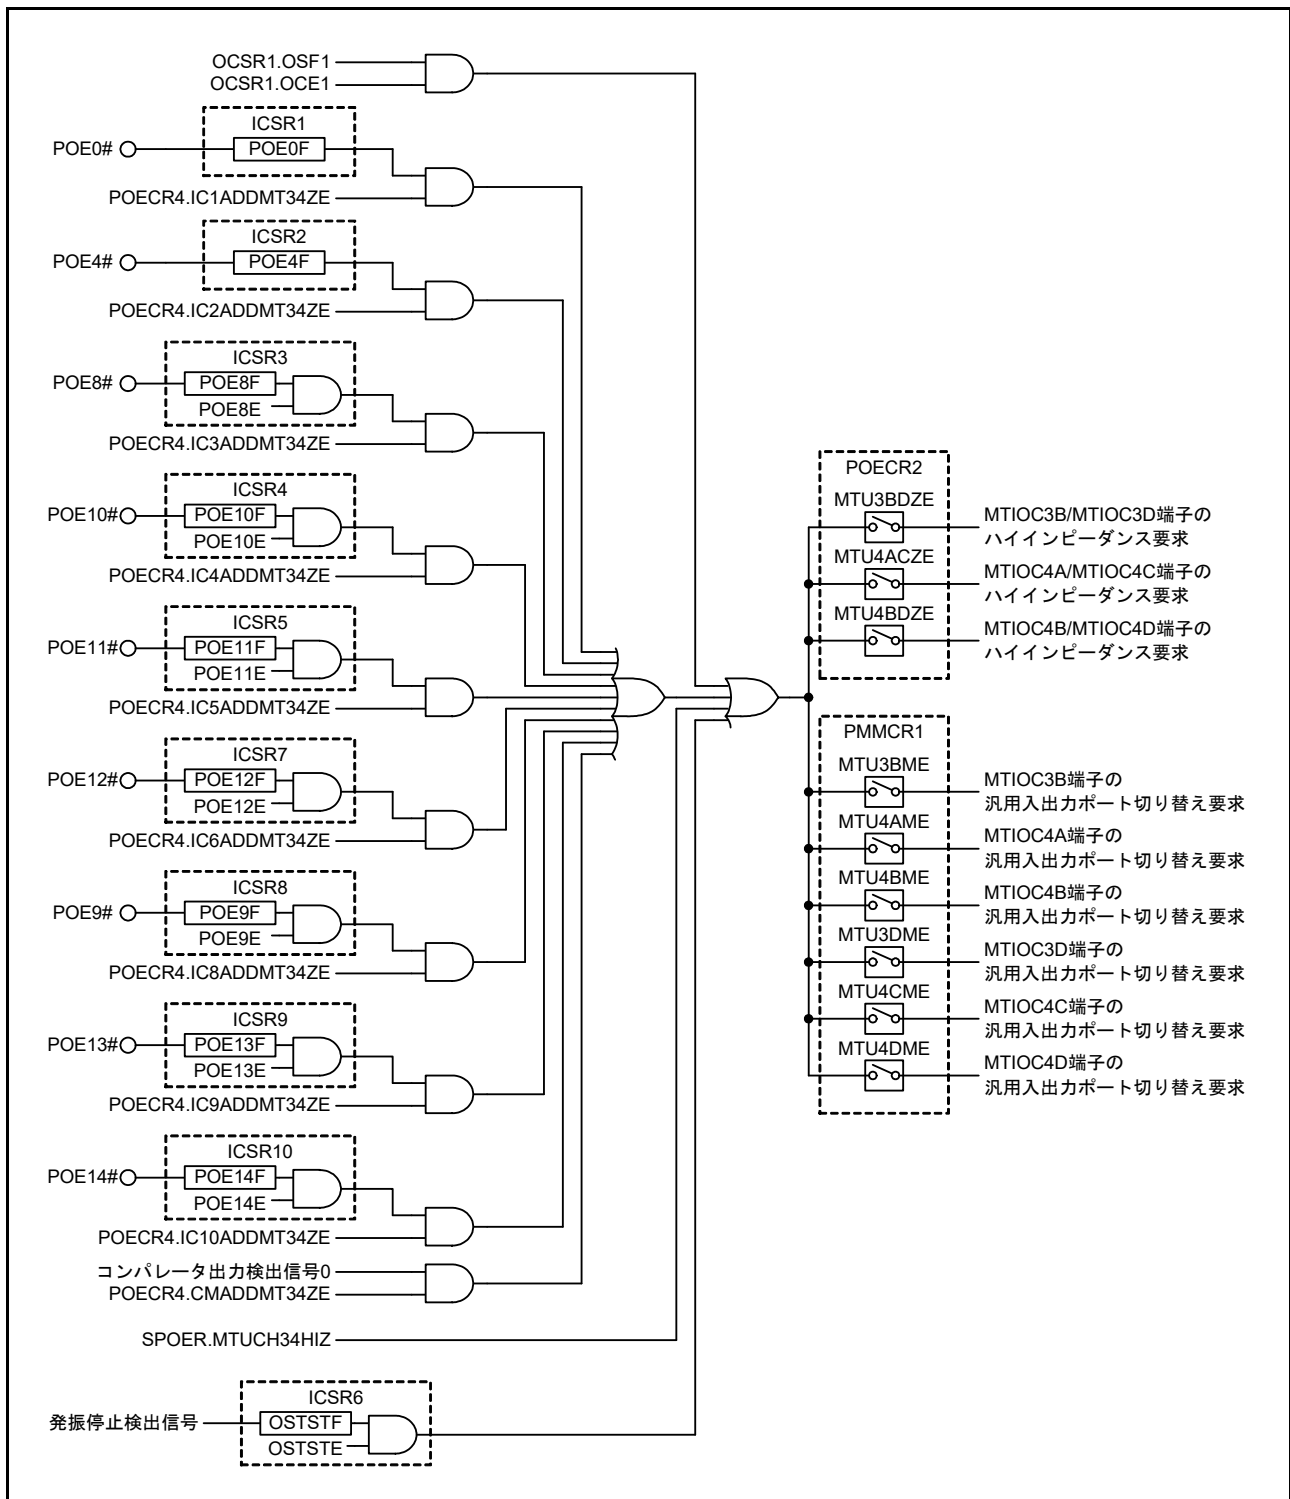 OCSR1.OSF1
OCSR1.OCE1
ICSR1
POE0#
POE0F
POECR4.IC1ADDMT34ZE
ICSR2
POE4#
POE4F
POECR4.IC2ADDMT34ZE
ICSR3
POE8#
POE8F
POE8E
POECR4.IC3ADDMT34ZE
ICSR4
POE10#
POE10F
POE10E
POECR4.IC4ADDMT34ZE
ICSR5
POE11#
POE11F
POE11E
POECR4.IC5ADDMT34ZE
ICSR7
POE12#
POE12F
POE12E
POECR4.IC6ADDMT34ZE
ICSR8
POE9#
POE9F
POE9E
POECR4.IC8ADDMT34ZE
ICSR9
POE13#
POE13F
POE13E
POECR4.IC9ADDMT34ZE
ICSR10
POE14#
POE14F
POE14E
POECR4.IC10ADDMT34ZE
コンパレータ出力検出信号0
POECR4.CMADDMT34ZE
SPOER.MTUCH34HIZ
ICSR6
発振停止検出信号
OSTSTF
OSTSTE
POECR2
MTU3BDZE
MTIOC3B/MTIOC3D端子の
ハイインピーダンス要求
MTU4ACZE
MTIOC4A/MTIOC4C端子の
ハイインピーダンス要求
MTU4BDZE
MTIOC4B/MTIOC4D端子の
ハイインピーダンス要求
PMMCR1
MTU3BME
MTIOC3B端子の
汎用入出力ポート切り替え要求
MTU4AME
MTIOC4A端子の
汎用入出力ポート切り替え要求
MTU4BME
MTIOC4B端子の
汎用入出力ポート切り替え要求
MTU3DME
MTIOC3D端子の
汎用入出力ポート切り替え要求
MTU4CME
MTIOC4C端子の
汎用入出力ポート切り替え要求
MTU4DME
MTIOC4D端子の
汎用入出力ポート切り替え要求